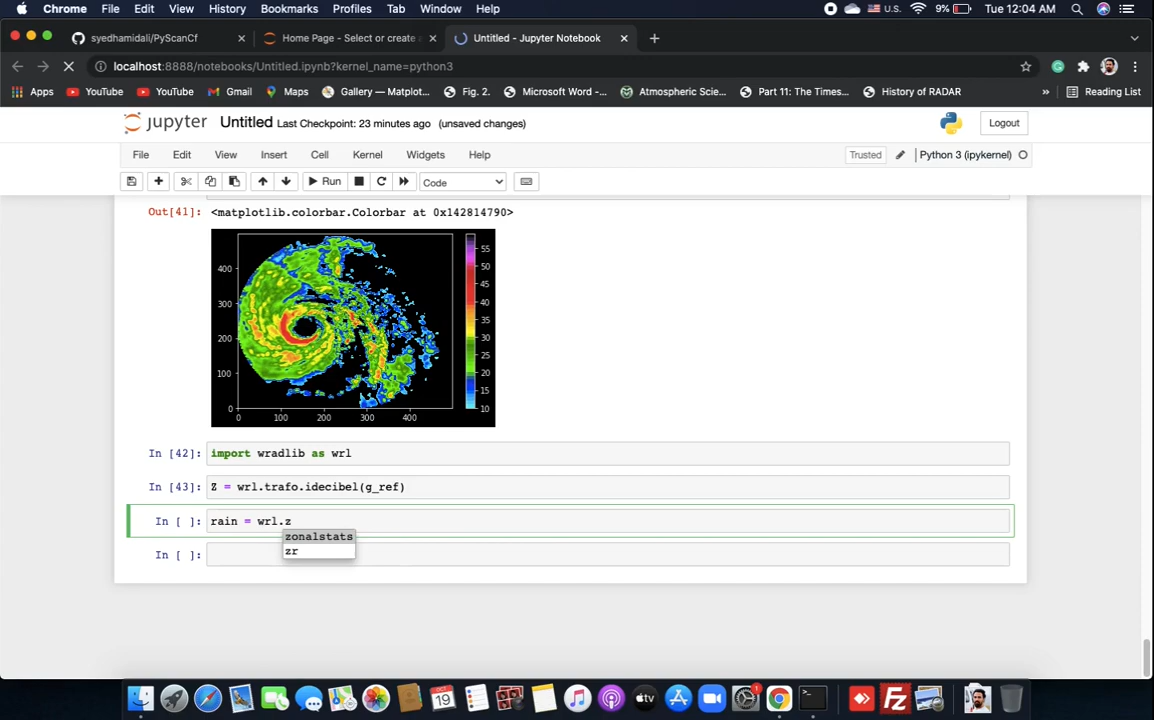 Chrome File Edit View History Bookmarks Profiles Tab Window Help U.S. 9% Tue 12:04 AM
syedhamidali/PyScanCf Home Page - Select or create a Untitled - Jupyter Notebook
localhost:8888/notebooks/Untitled.ipynb?kernel_name=python3
Apps YouTube YouTube Gmail Maps Gallery — Matplot... Fig. 2. Microsoft Word -... Atmospheric Scie... Part 11: The Times... History of RADAR » Reading List
jupyter Untitled Last Checkpoint: 23 minutes ago (unsaved changes) Logout
File Edit View Insert Cell Kernel Widgets Help Trusted Python 3 (ipykernel)
Run Code
Out[41]: <matplotlib.colorbar.Colorbar at 0x142814790>
55
50
45
40
35
30
25
20
15
10
400
300
200
100
0
0 100 200 300 400
In [42]: import wradlib as wrl
In [43]: Z = wrl.trafo.idecibel(g_ref)
In [ ]: rain = wrl.z
zonalstats
zr
In [ ]:
OCT
19
tv